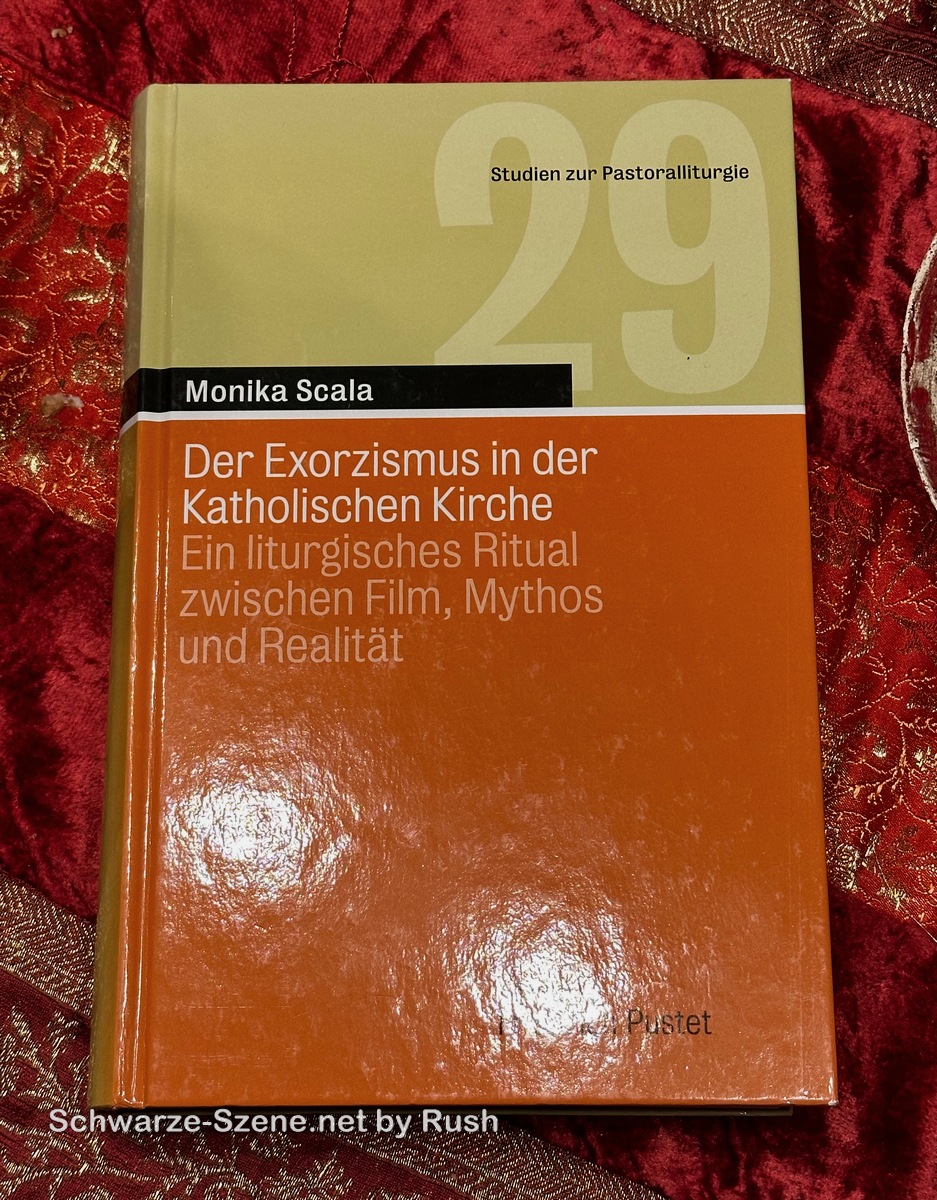 29
Studien zur Pastoralliturgie
Monika Scala
Der Exorzismus in der
Katholischen Kirche
Ein liturgisches Ritual
zwischen Film, Mythos
und Realität
Pustet
Schwarze-Szene.net by Rush